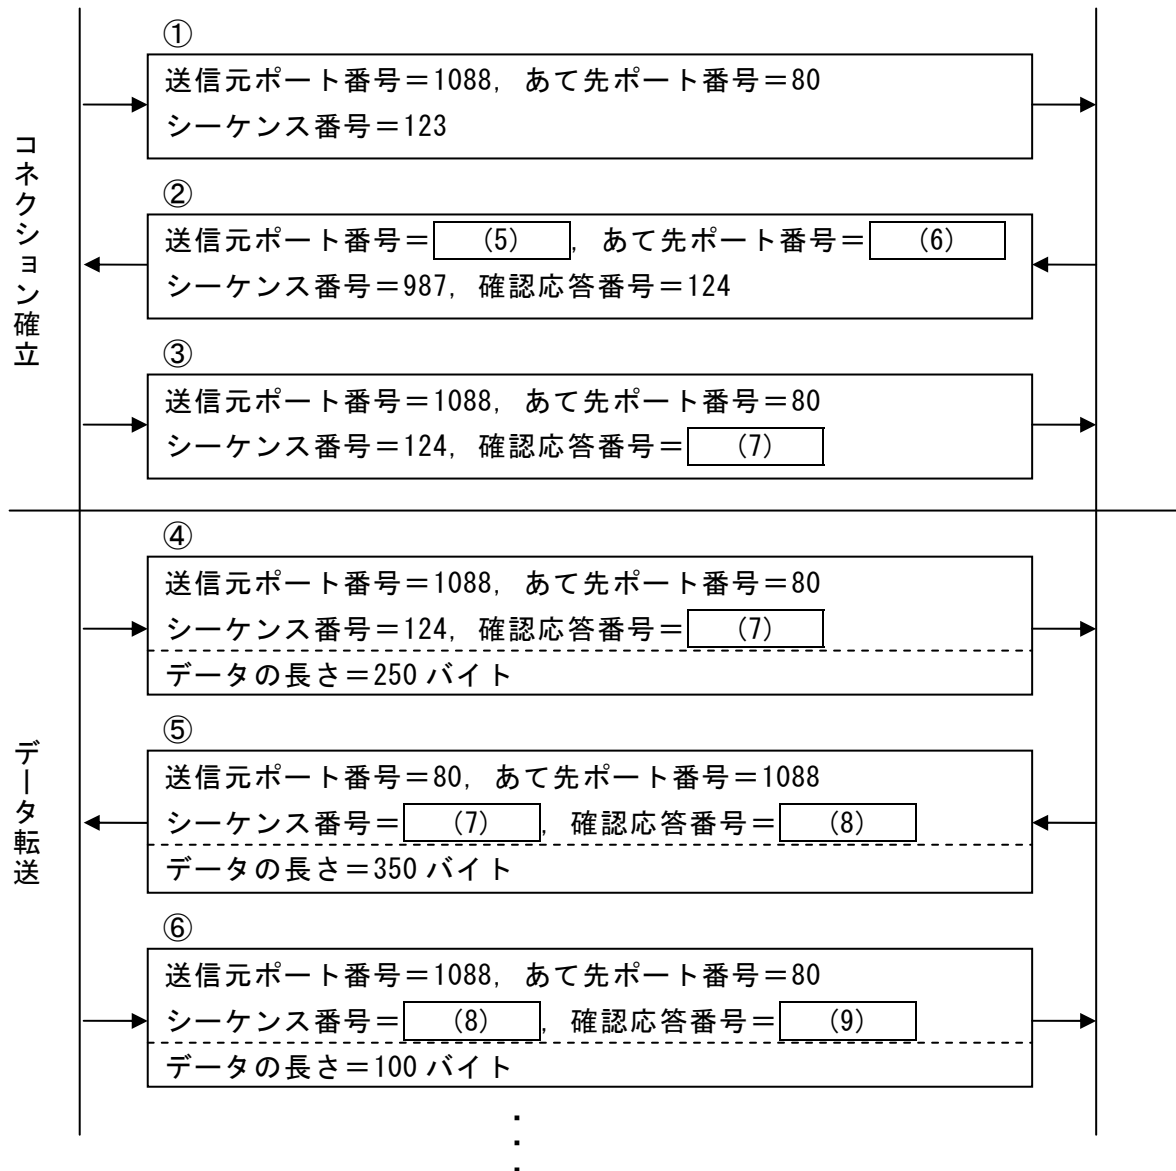 コネクション確立
①
送信元ポート番号＝1088, あて先ポート番号＝80
シーケンス番号＝123
②
送信元ポート番号＝ (5) , あて先ポート番号＝ (6)
シーケンス番号＝987, 確認応答番号＝124
③
送信元ポート番号＝1088, あて先ポート番号＝80
シーケンス番号＝124, 確認応答番号＝ (7)
データ転送
④
送信元ポート番号＝1088, あて先ポート番号＝80
シーケンス番号＝124, 確認応答番号＝ (7)
データの長さ＝250 バイト
⑤
送信元ポート番号＝80, あて先ポート番号＝1088
シーケンス番号＝ (7) , 確認応答番号＝ (8)
データの長さ＝350 バイト
⑥
送信元ポート番号＝1088, あて先ポート番号＝80
シーケンス番号＝ (8) , 確認応答番号＝ (9)
データの長さ＝100 バイト